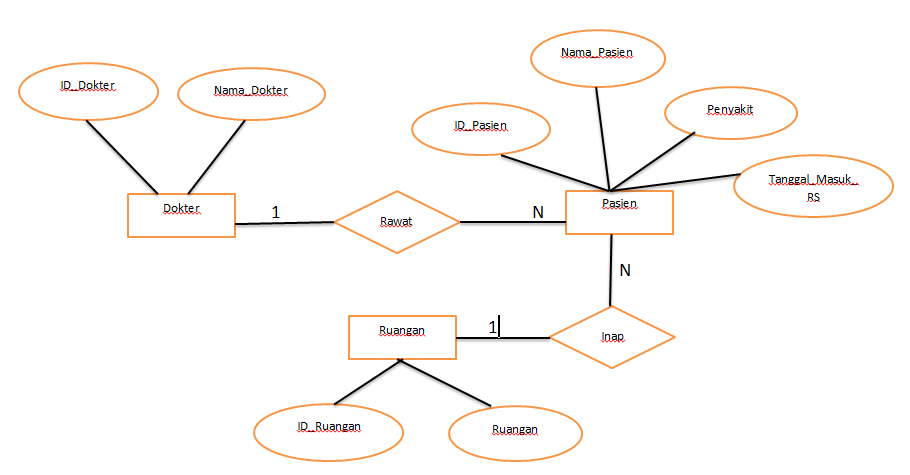 Nama_Pasien
ID_Dokter
Nama_Dokter
Penyakit
ID_Pasien
Tanggal_Masuk_
RS
Dokter
1
Rawat
N
Pasien
N
Ruangan
1
Inap
ID_Ruangan
Ruangan